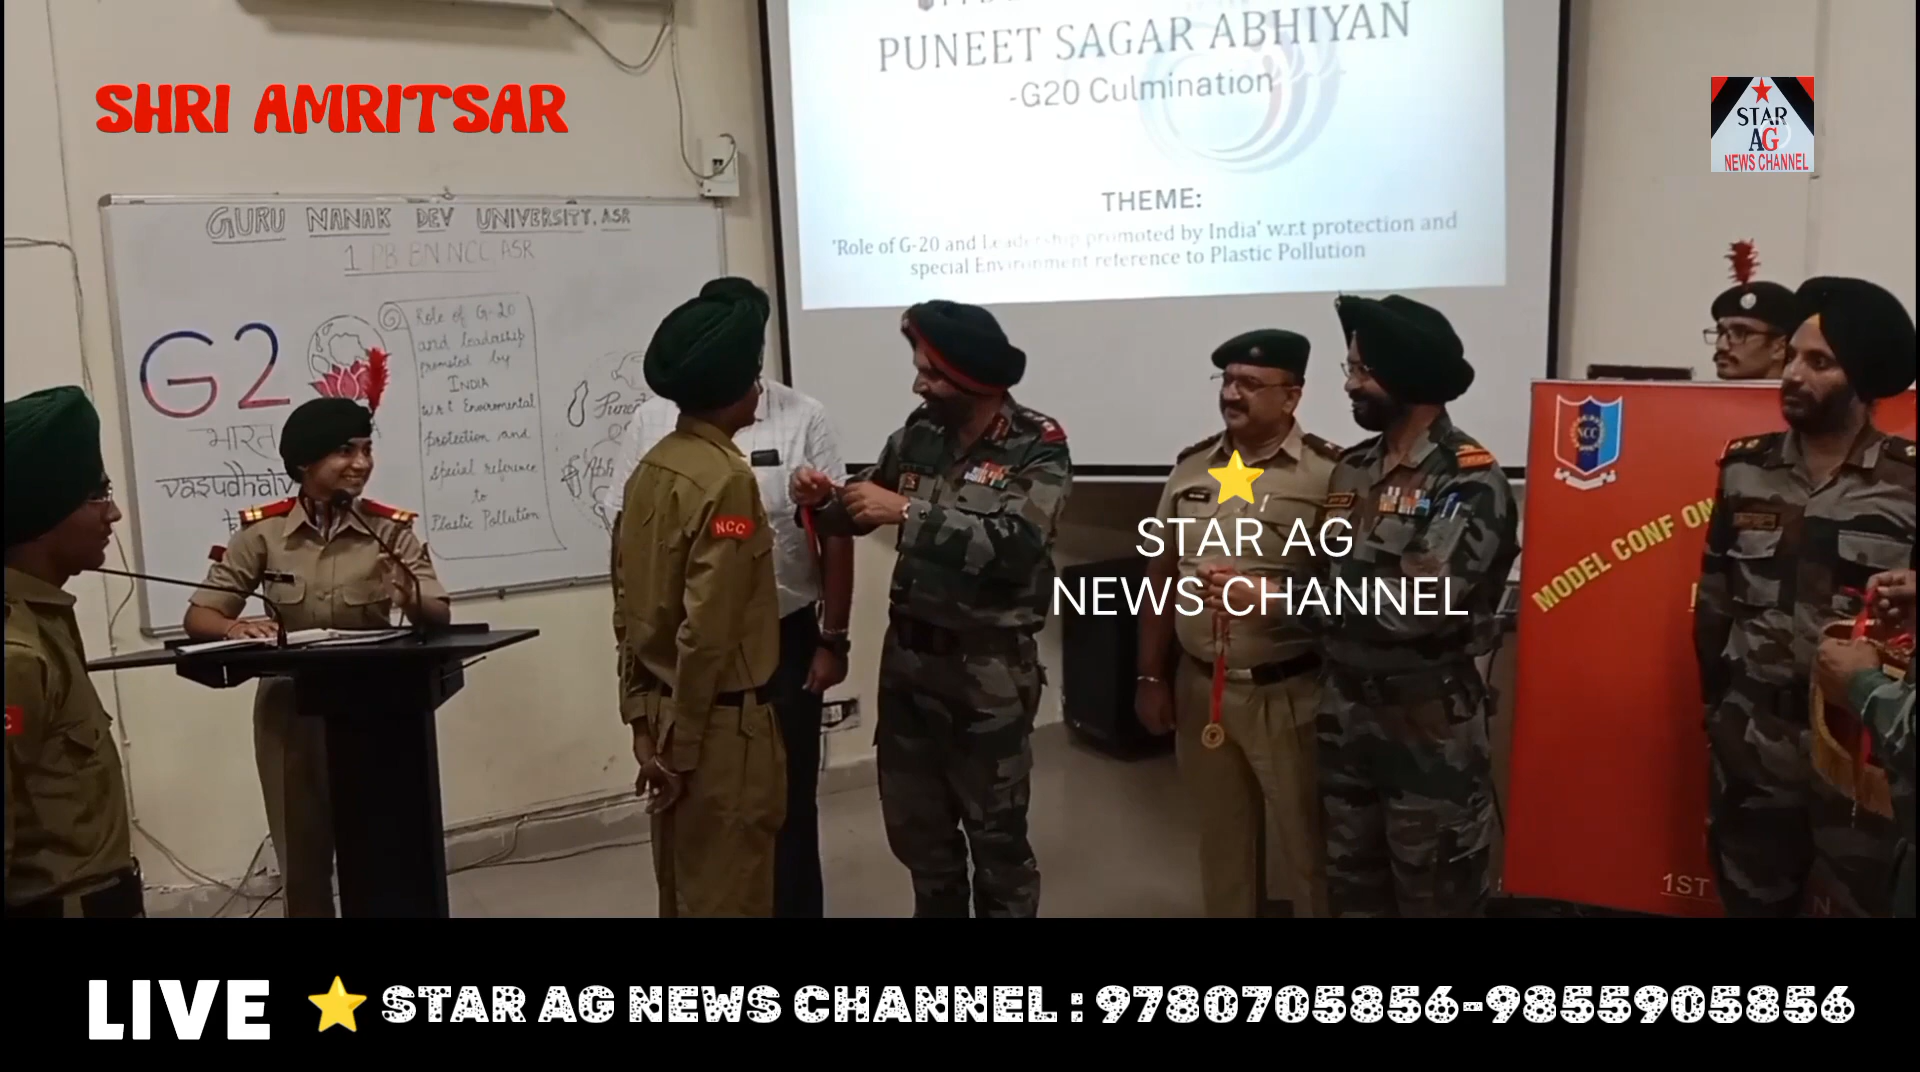 PUNEET SAGAR ABHIYAN
-G20 Culmination
THEME:
'Role of G-20 and Leadership promoted by India' w.r.t protection and
special Environment reference to Plastic Pollution
SHRI AMRITSAR
STAR
AG
NEWS CHANNEL
GURU NANAK DEV UNIVERSITY, ASR
1 PB BN NCC, ASR
G2
भारत
vasudhaiv
Role of G-20
and leadership
promoted by
INDIA
w.r.t Enviromental
protection and
special reference
to
Plastic Pollution
Puneet
NCC
NCC
MODEL CONF ON
1ST
STAR AG
NEWS CHANNEL
LIVE ⭐ STAR AG NEWS CHANNEL : 9780705856-9855905856